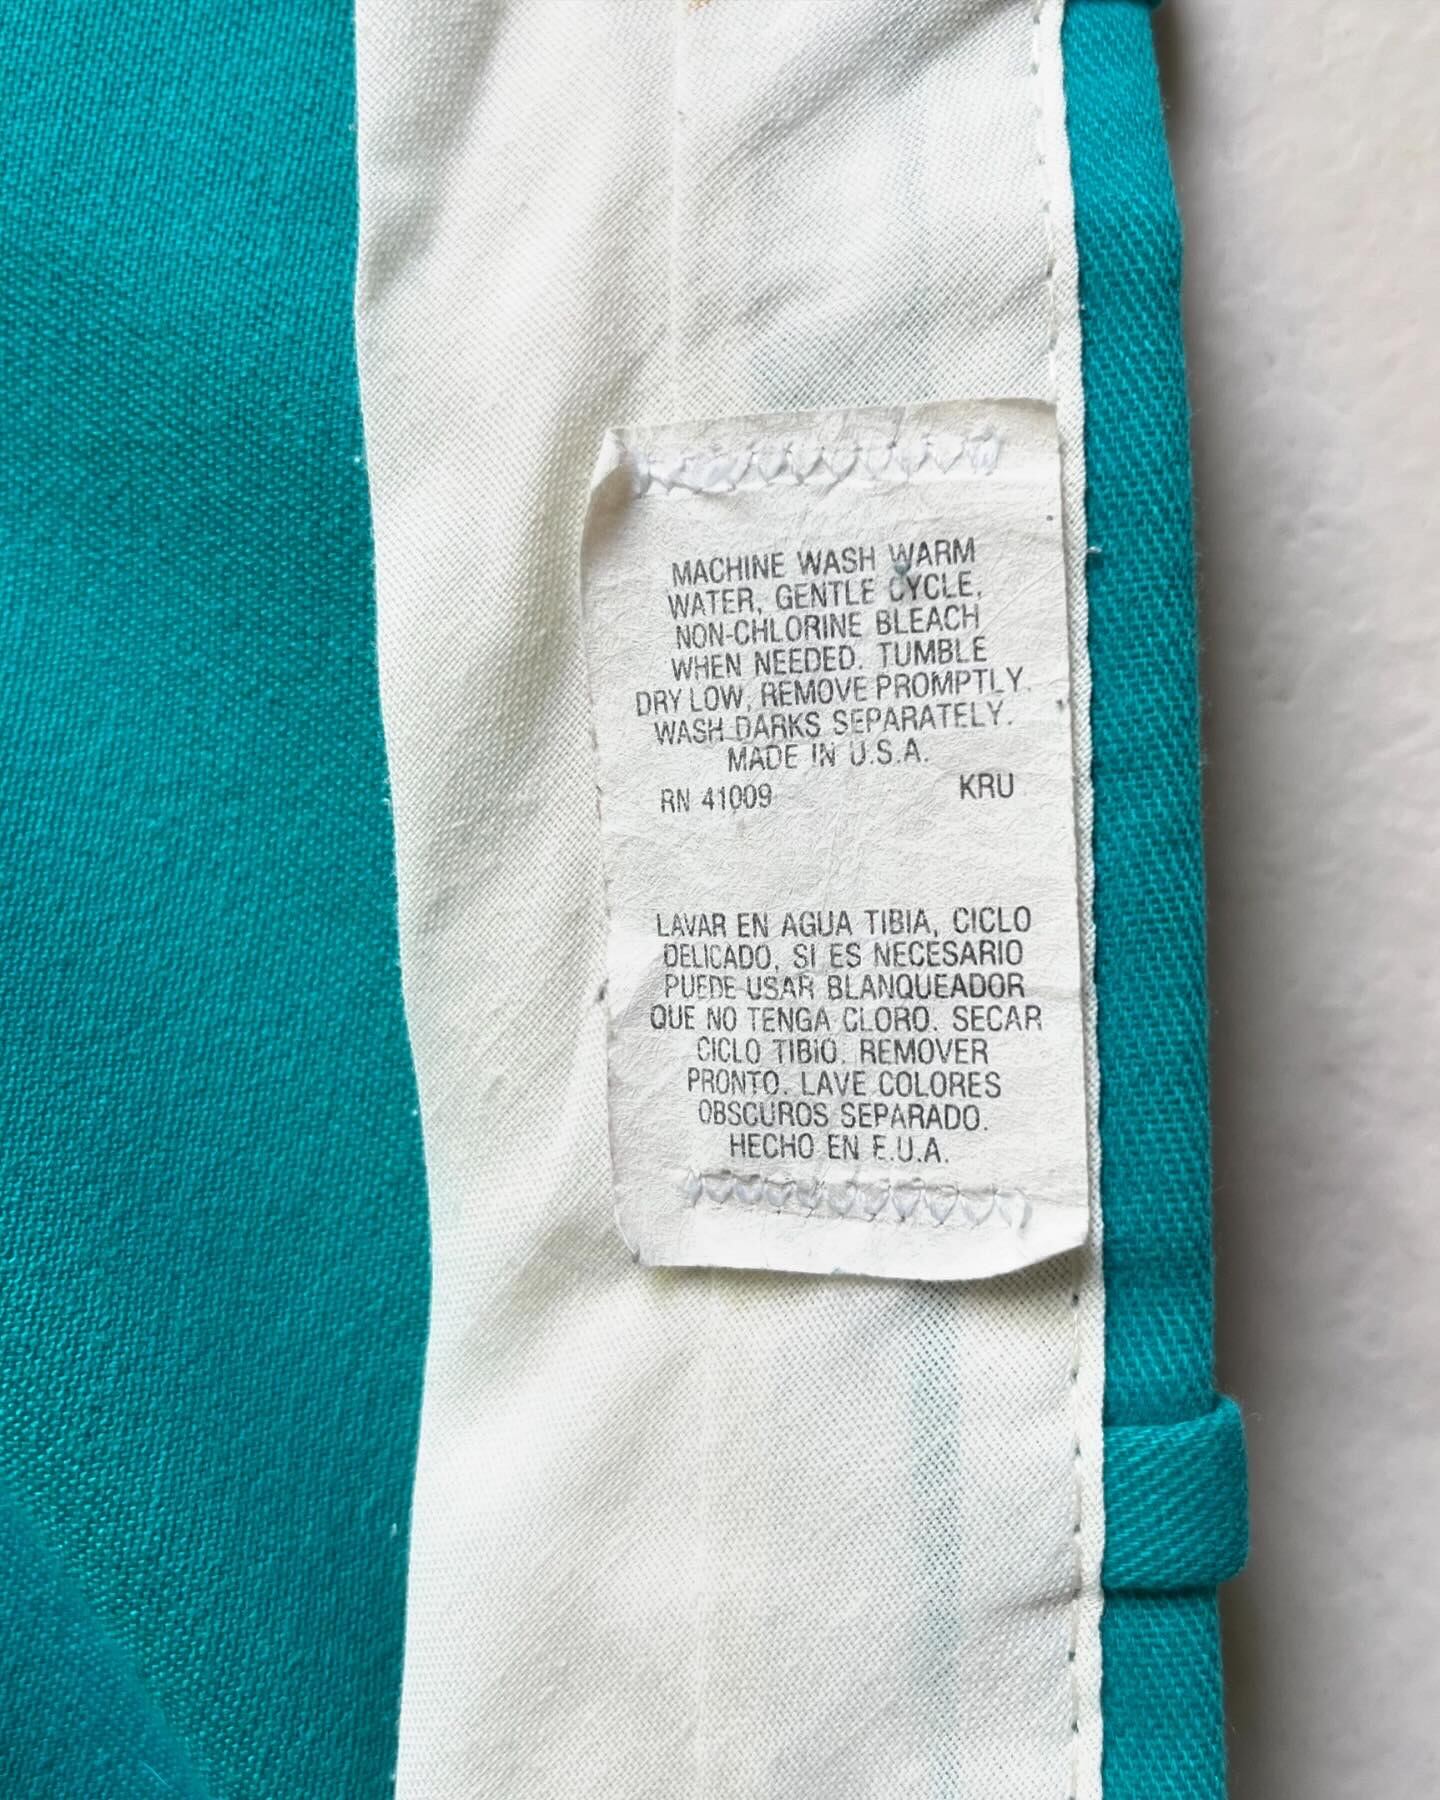 MACHINE WASH WARM
WATER, GENTLE CYCLE,
NON-CHLORINE BLEACH
WHEN NEEDED. TUMBLE
DRY LOW, REMOVE PROMPTLY.
WASH DARKS SEPARATELY.
MADE IN U.S.A.
RN 41009 KRU
LAVAR EN AGUA TIBIA, CICLO
DELICADO, SI ES NECESARIO
PUEDE USAR BLANQUEADOR
QUE NO TENGA CLORO. SECAR
CICLO TIBIO. REMOVER
PRONTO. LAVE COLORES
OBSCUROS SEPARADO.
HECHO EN E.U.A.